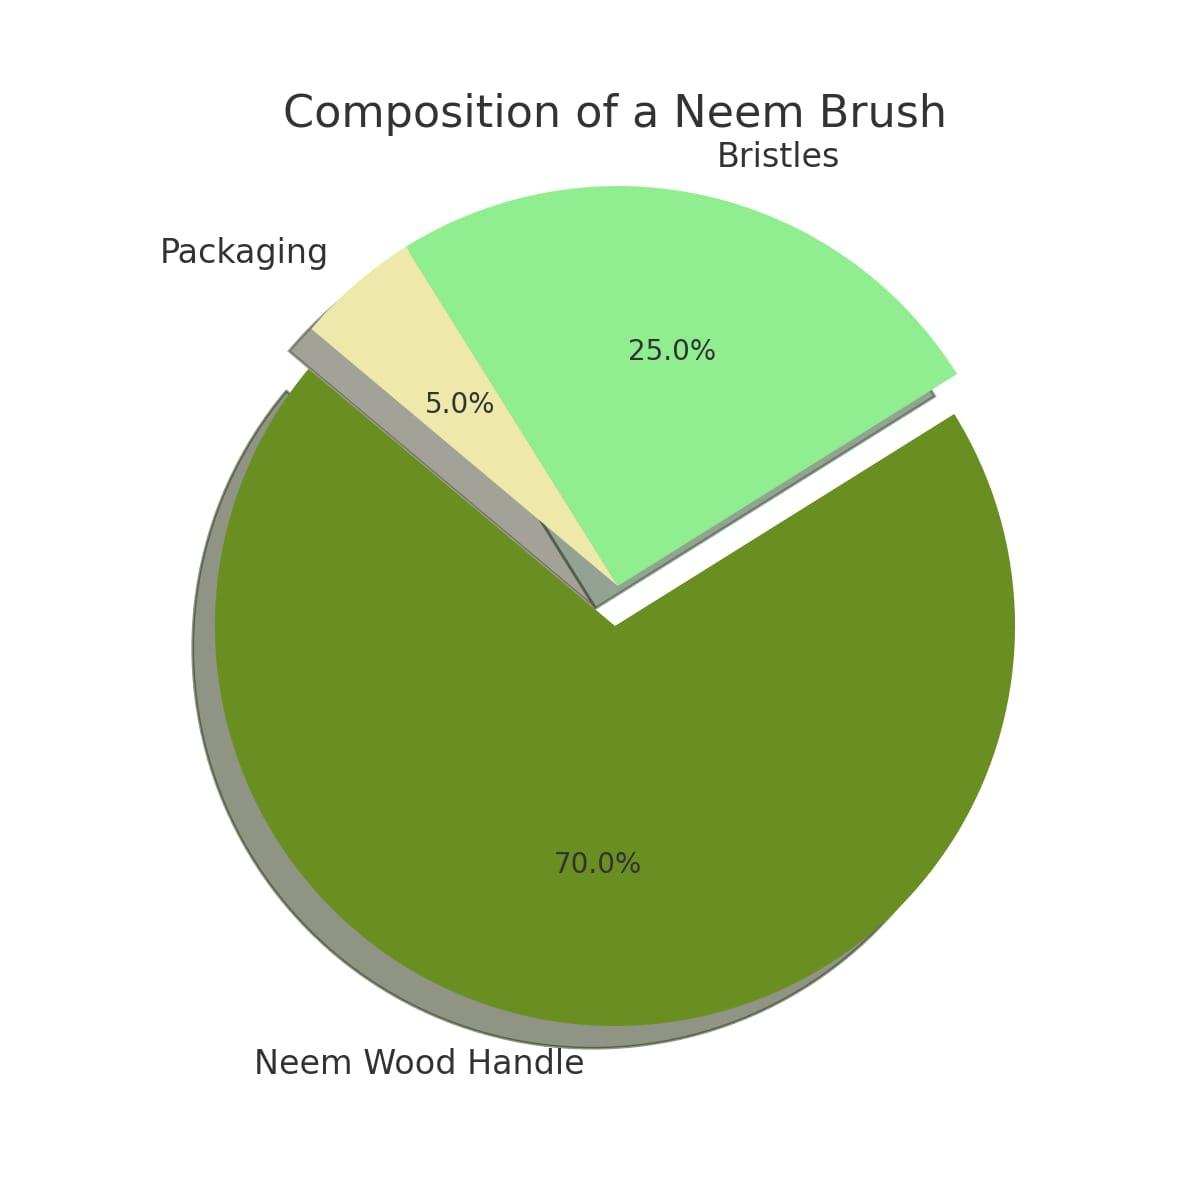 Composition of a Neem Brush
Bristles
Packaging
25.0%
5.0%
70.0%
Neem Wood Handle